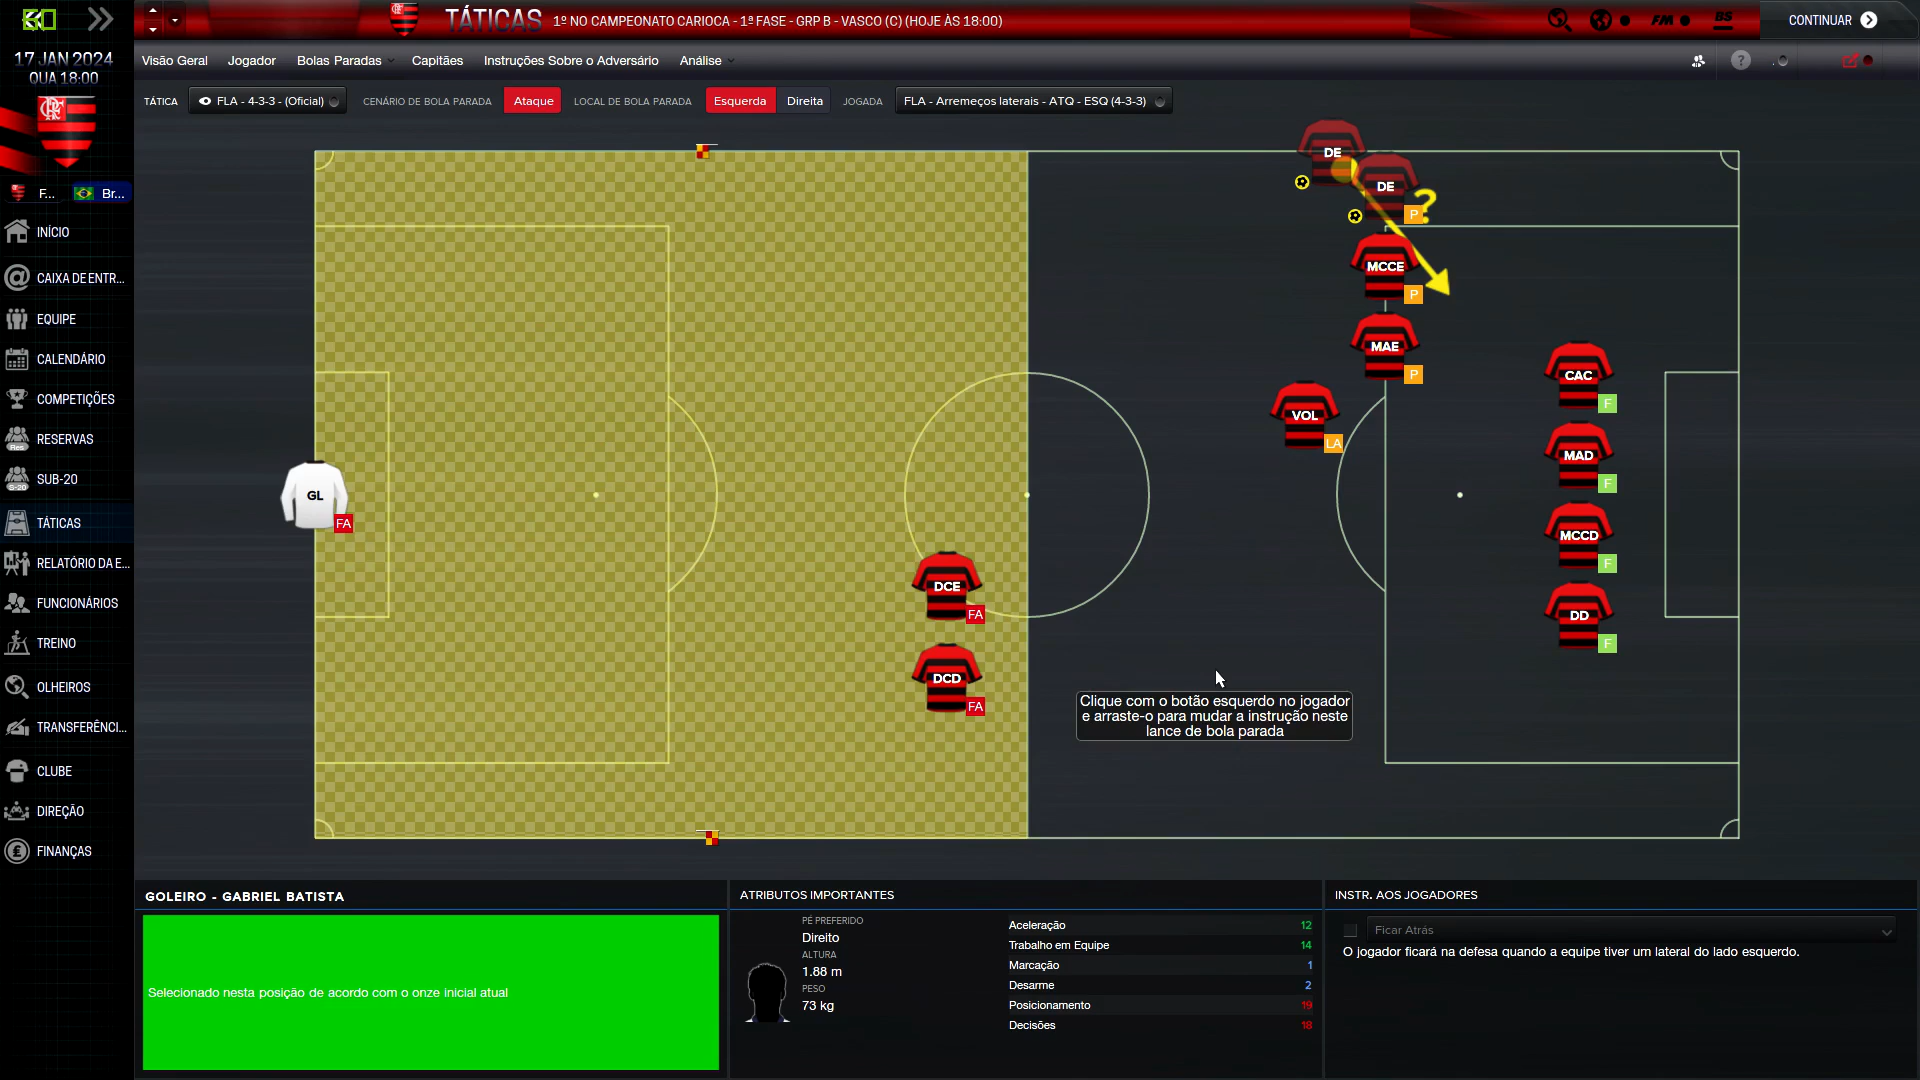 TÁTICAS
1º NO CAMPEONATO CARIOCA - 1ª FASE - GRP B - VASCO (C) (HOJE ÀS 18:00)
FM
BS
CONTINUAR
17 JAN 2024
QUA 18:00
Visão Geral
Jogador
Bolas Paradas
Capitães
Instruções Sobre o Adversário
Análise
?
TÁTICA
FLA - 4-3-3 - (Oficial)
CENÁRIO DE BOLA PARADA
Ataque
LOCAL DE BOLA PARADA
Esquerda
Direita
JOGADA
FLA - Arremeços laterais - ATQ - ESQ (4-3-3)
F...
Br...
INÍCIO
CAIXA DE ENTR...
EQUIPE
CALENDÁRIO
COMPETIÇÕES
RESERVAS
SUB-20
TÁTICAS
RELATÓRIO DA E...
FUNCIONÁRIOS
TREINO
OLHEIROS
TRANSFERÊNCI...
CLUBE
DIREÇÃO
FINANÇAS
DE
DE
P
?
MCCE
P
MAE
P
VOL
LA
CAC
F
MAD
F
MCCD
F
DD
F
GL
FA
DCE
FA
DCD
FA
Clique com o botão esquerdo no jogador
e arraste-o para mudar a instrução neste
lance de bola parada
GOLEIRO - GABRIEL BATISTA
Selecionado nesta posição de acordo com o onze inicial atual
ATRIBUTOS IMPORTANTES
PÉ PREFERIDO
Direito
ALTURA
1.88 m
PESO
73 kg
Aceleração 12
Trabalho em Equipe 14
Marcação 1
Desarme 2
Posicionamento 19
Decisões 18
INSTR. AOS JOGADORES
Ficar Atrás
O jogador ficará na defesa quando a equipe tiver um lateral do lado esquerdo.